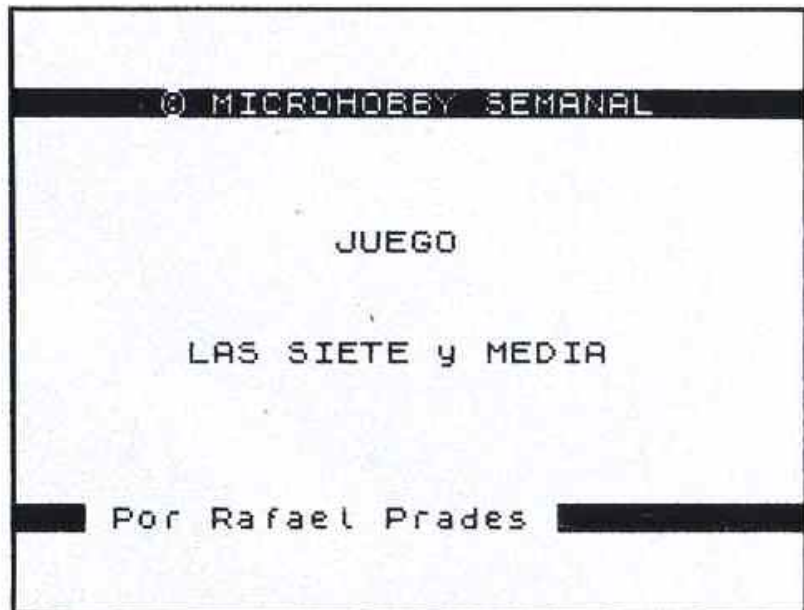 © MICROHOBBY SEMANAL
JUEGO
LAS SIETE y MEDIA
Por Rafael Prades